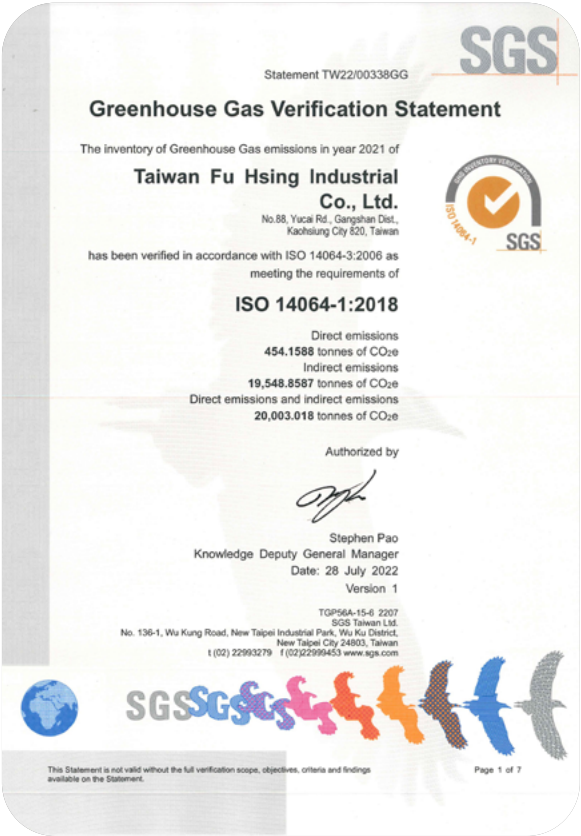 SGS
Statement TW22/00338GG
Greenhouse Gas Verification Statement
The inventory of Greenhouse Gas emissions in year 2021 of
Taiwan Fu Hsing Industrial
Co., Ltd.
No.88, Yucai Rd., Gangshan Dist.,
Kaohsiung City 820, Taiwan
GHG INVENTORY VERIFICATION
ISO 14064-1
SGS
has been verified in accordance with ISO 14064-3:2006 as
meeting the requirements of
ISO 14064-1:2018
Direct emissions
454.1588 tonnes of CO₂e
Indirect emissions
19,548.8587 tonnes of CO₂e
Direct emissions and indirect emissions
20,003.018 tonnes of CO₂e
Authorized by
Stephen Pao
Knowledge Deputy General Manager
Date: 28 July 2022
Version 1
TGP56A-15-6 2207
SGS Taiwan Ltd.
No. 136-1, Wu Kung Road, New Taipei Industrial Park, Wu Ku District,
New Taipei City 24803, Taiwan
t (02) 22993279 f (02)22999453 www.sgs.com
SGS SGS SGS
This Statement is not valid without the full verification scope, objectives, criteria and findings
available on the Statement.
Page 1 of 7